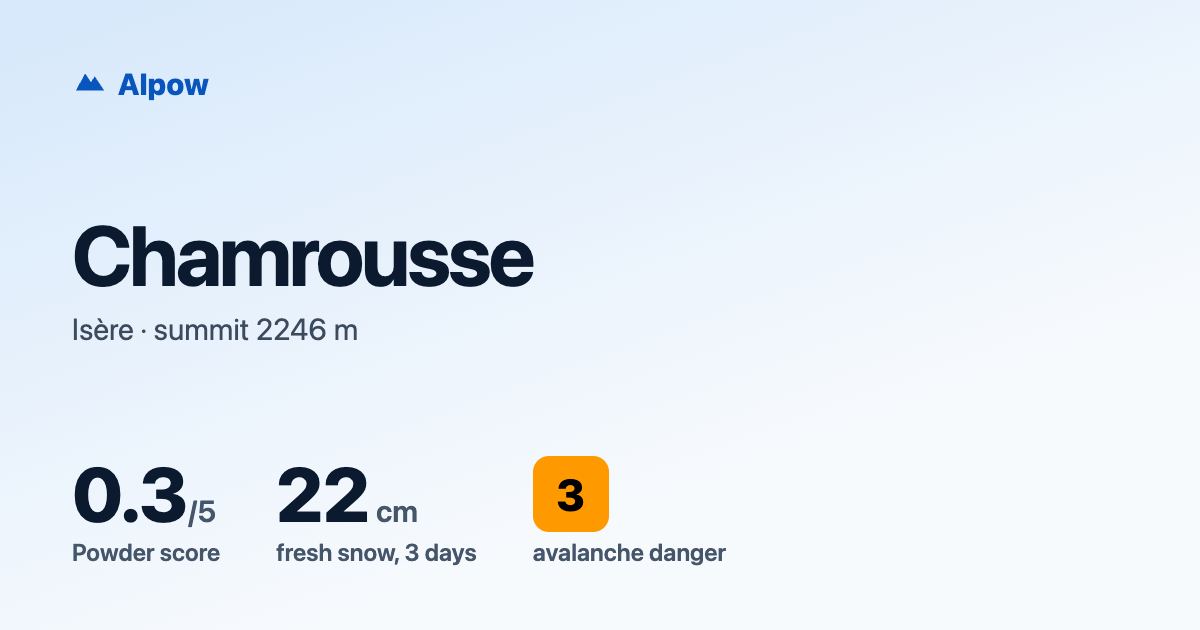 Alpow
Chamrousse
Isère · summit 2246 m
0.3/5 22 cm 3
Powder score fresh snow, 3 days avalanche danger